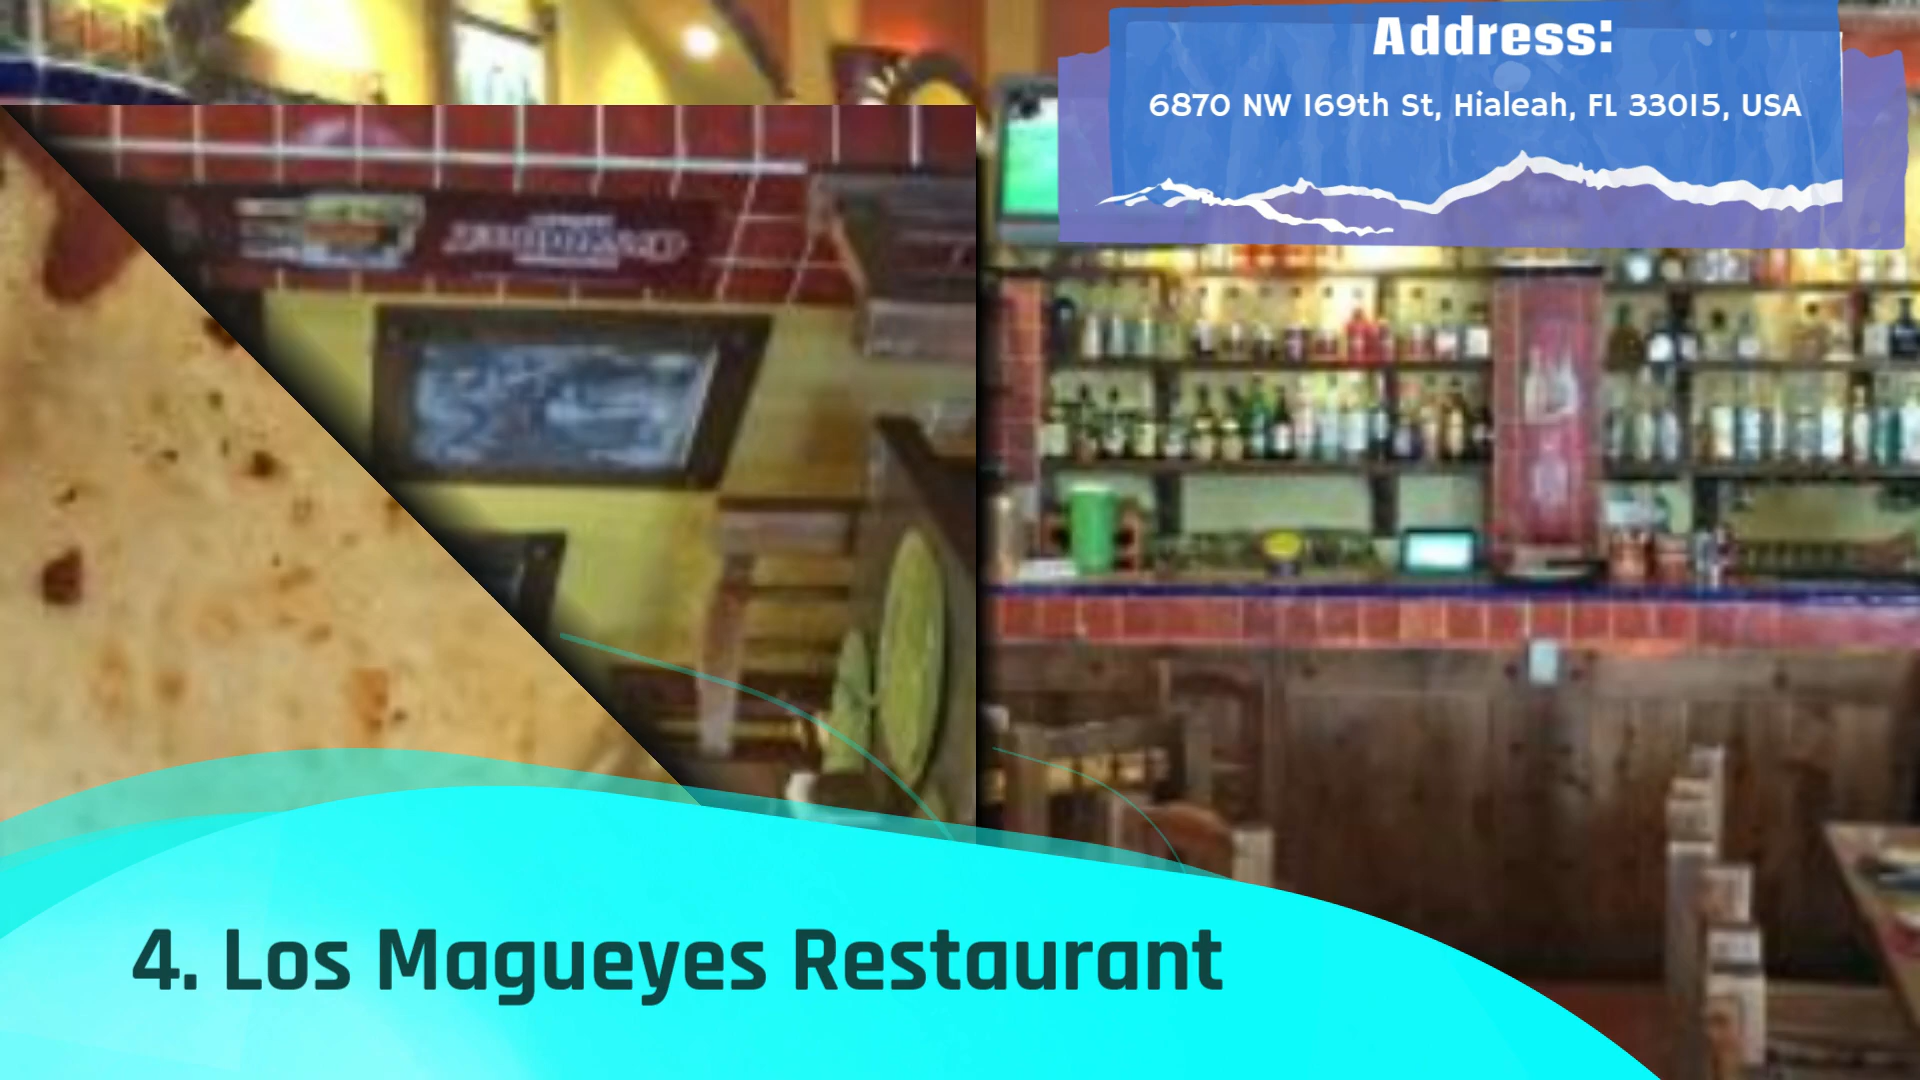 Address:
6870 NW 169th St, Hialeah, FL 33015, USA
4. Los Magueyes Restaurant